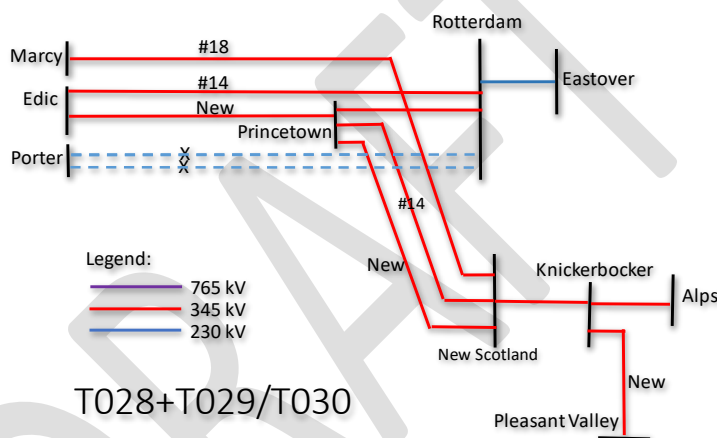 Rotterdam
Marcy
#18
Eastover
Edic
#14
New
Princetown
Porter
X
X
#14
Legend:
765 kV
345 kV
230 kV
New
Knickerbocker
Alps
New Scotland
New
T028+T029/T030
Pleasant Valley
DRAFT